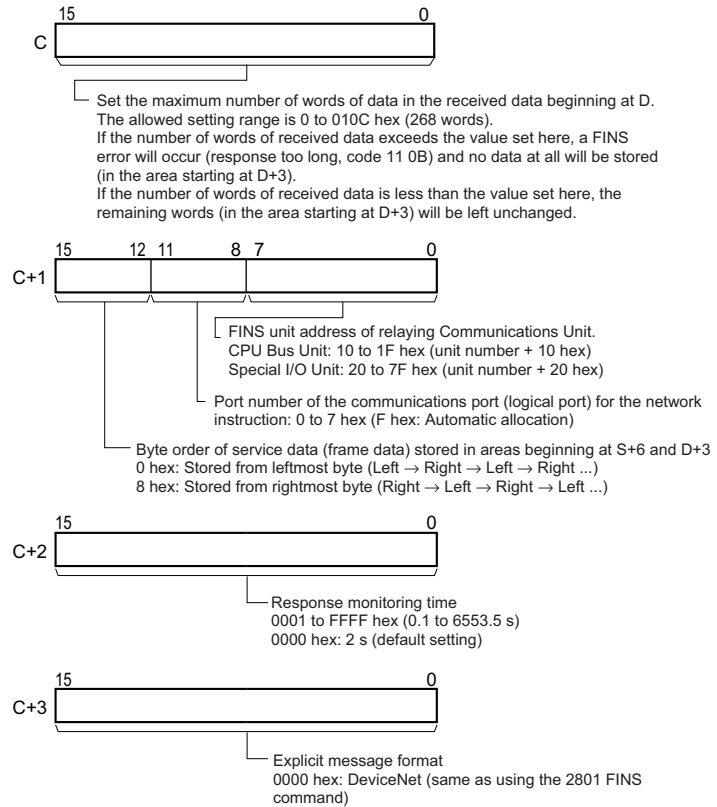 15 0
C
Set the maximum number of words of data in the received data beginning at D.
The allowed setting range is 0 to 010C hex (268 words).
If the number of words of received data exceeds the value set here, a FINS
error will occur (response too long, code 11 0B) and no data at all will be stored
(in the area starting at D+3).
If the number of words of received data is less than the value set here, the
remaining words (in the area starting at D+3) will be left unchanged.
15 12 11 8 7 0
C+1
FINS unit address of relaying Communications Unit.
CPU Bus Unit: 10 to 1F hex (unit number + 10 hex)
Special I/O Unit: 20 to 7F hex (unit number + 20 hex)
Port number of the communications port (logical port) for the network
instruction: 0 to 7 hex (F hex: Automatic allocation)
Byte order of service data (frame data) stored in areas beginning at S+6 and D+3
0 hex: Stored from leftmost byte (Left → Right → Left → Right ...)
8 hex: Stored from rightmost byte (Right → Left → Right → Left ...)
15 0
C+2
Response monitoring time
0001 to FFFF hex (0.1 to 6553.5 s)
0000 hex: 2 s (default setting)
15 0
C+3
Explicit message format
0000 hex: DeviceNet (same as using the 2801 FINS
command)